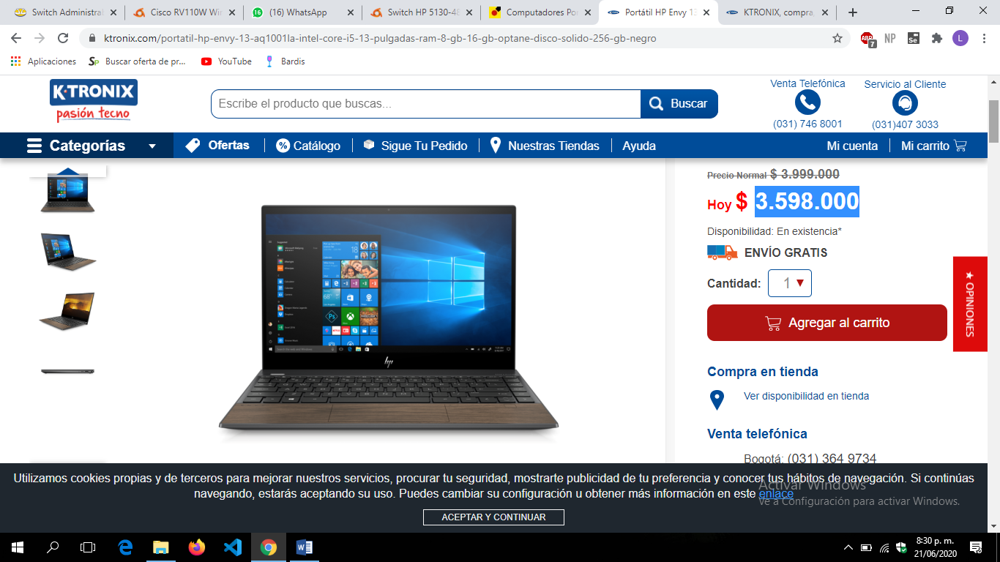 Switch Administrat
Cisco RV110W Wir
(16) WhatsApp
Switch HP 5130-48
Computadores Por
Portátil HP Envy 13
KTRONIX, compra,
ktronix.com/portatil-hp-envy-13-aq1001la-intel-core-i5-13-pulgadas-ram-8-gb-16-gb-optane-disco-solido-256-gb-negro
ABP
7
NP
Se
L
Aplicaciones
Sp
Buscar oferta de pr...
YouTube
Bardis
K-TRONIX
pasión tecno
Escribe el producto que buscas...
Buscar
Venta Telefónica
(031) 746 8001
Servicio al Cliente
(031)407 3033
Categorías
Ofertas
Catálogo
Sigue Tu Pedido
Nuestras Tiendas
Ayuda
Mi cuenta
Mi carrito
Precio Normal $ 3.999.000
Hoy $ 3.598.000
Disponibilidad: En existencia*
ENVÍO GRATIS
Cantidad:
1
Agregar al carrito
★ OPINIONES
hp
Compra en tienda
Ver disponibilidad en tienda
Venta telefónica
Bogotá: (031) 364 9734
Utilizamos cookies propias y de terceros para mejorar nuestros servicios, procurar tu seguridad, mostrarte publicidad de tu preferencia y conocer tus hábitos de navegación. Si continúas
navegando, estarás aceptando su uso. Puedes cambiar su configuración u obtener más información en este enlace
ACEPTAR Y CONTINUAR
Activar Windows
Ve a Configuración para activar Windows.
8:30 p. m.
21/06/2020